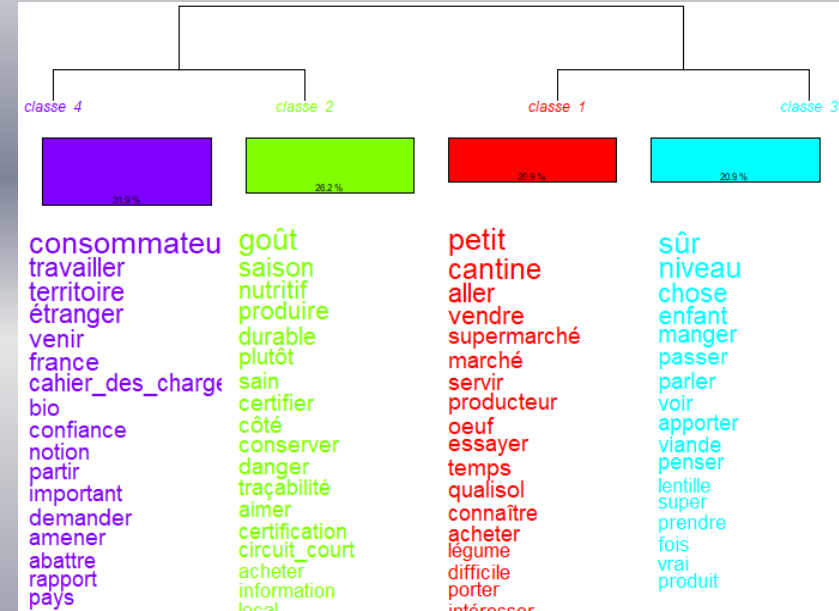 classe 4
classe 2
classe 1
classe 3
31.9 %
26.2 %
20.9 %
20.9 %
consommateu
travailler
territoire
étranger
venir
france
cahier_des_charge
bio
confiance
notion
partir
important
demander
amener
abattre
rapport
pays
goût
saison
nutritif
produire
durable
plutôt
sain
certifier
côté
conserver
danger
traçabilité
aimer
certification
circuit_court
acheter
information
local
petit
cantine
aller
vendre
supermarché
marché
servir
producteur
oeuf
essayer
temps
qualisol
connaître
acheter
légume
difficile
porter
intéresser
sûr
niveau
chose
enfant
manger
passer
parler
voir
apporter
viande
penser
lentille
super
prendre
fois
vrai
produit